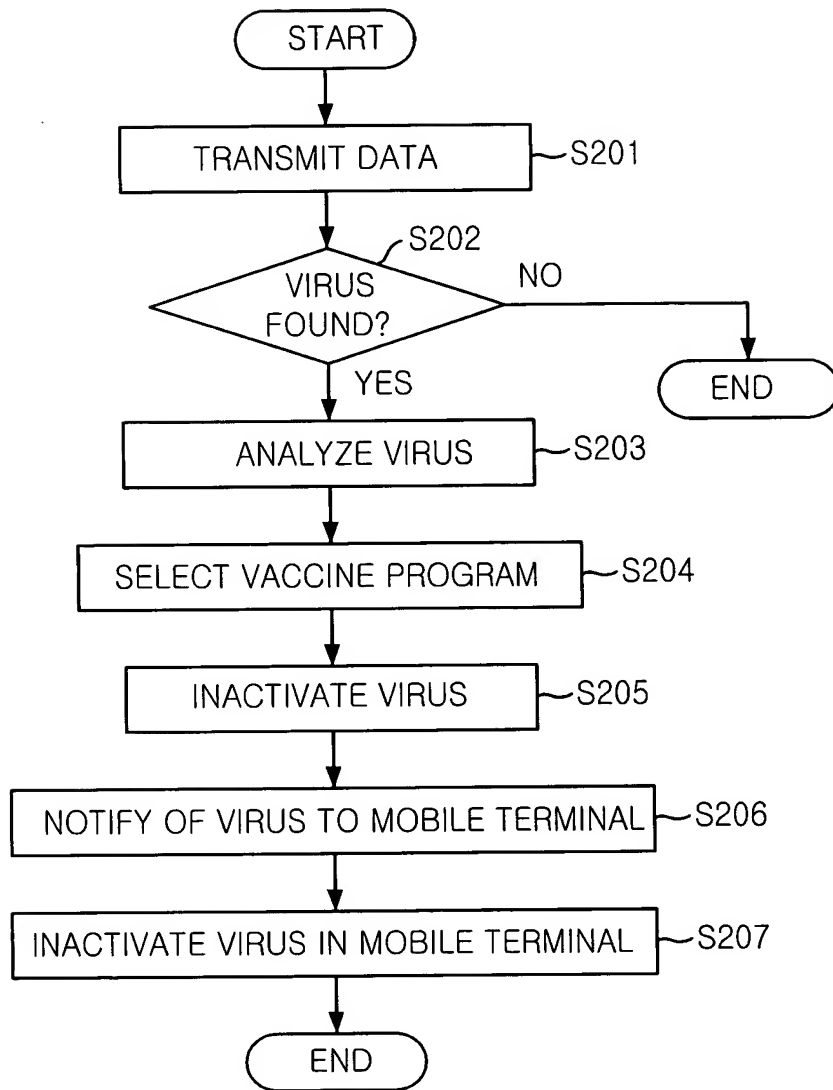 START
TRANSMIT DATA
S201
S202
VIRUS
FOUND?
NO
YES
END
ANALYZE VIRUS
S203
SELECT VACCINE PROGRAM
S204
INACTIVATE VIRUS
S205
NOTIFY OF VIRUS TO MOBILE TERMINAL
S206
INACTIVATE VIRUS IN MOBILE TERMINAL
S207
END